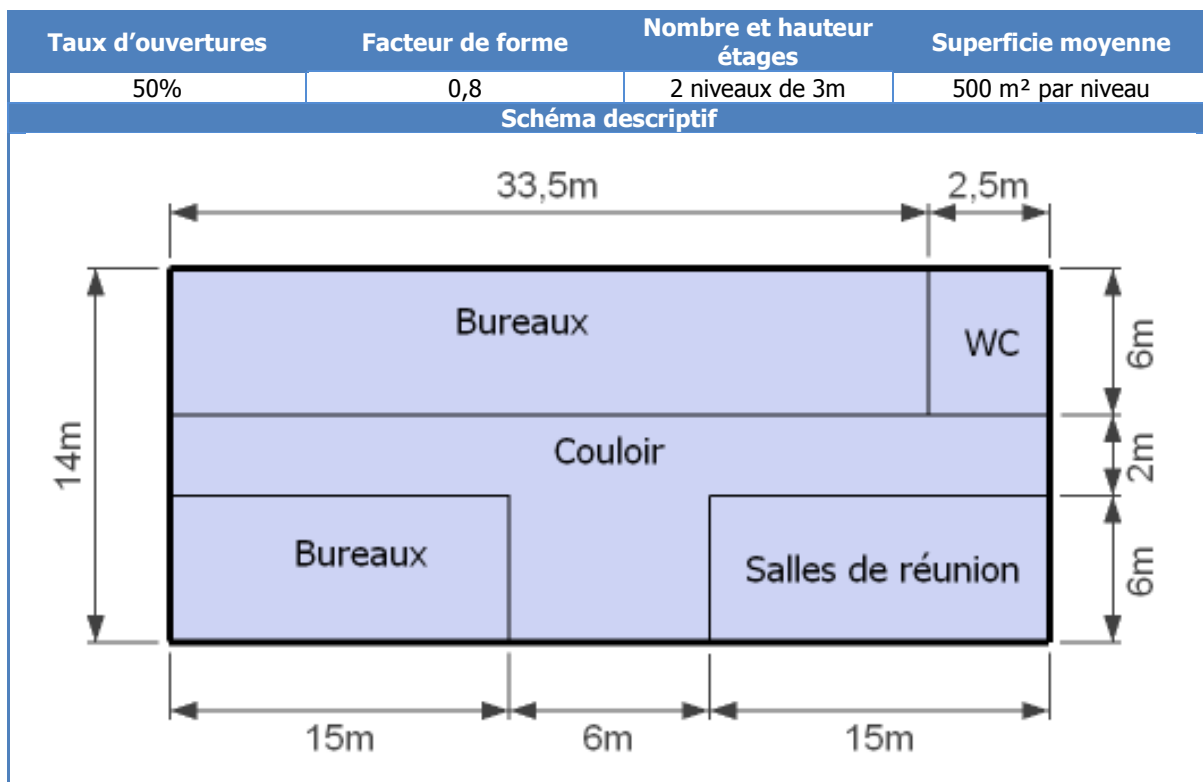 Taux d'ouvertures
Facteur de forme
Nombre et hauteur
étages
Superficie moyenne
50%
0,8
2 niveaux de 3m
500 m² par niveau
Schéma descriptif
33,5m
2,5m
Bureaux
WC
6m
14m
Couloir
2m
Bureaux
Salles de réunion
6m
15m
6m
15m